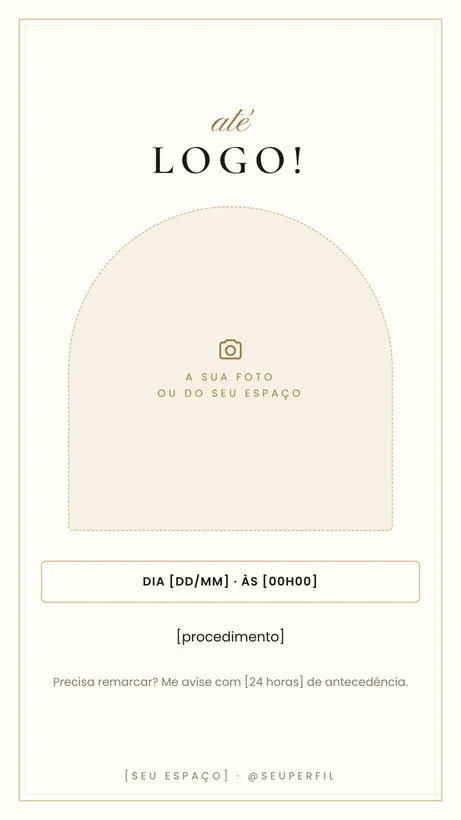 até
LOGO!
A SUA FOTO
OU DO SEU ESPAÇO
DIA [DD/MM] · ÀS [00H00]
[procedimento]
Precisa remarcar? Me avise com [24 horas] de antecedência.
[SEU ESPAÇO] · @SEUPERFIL